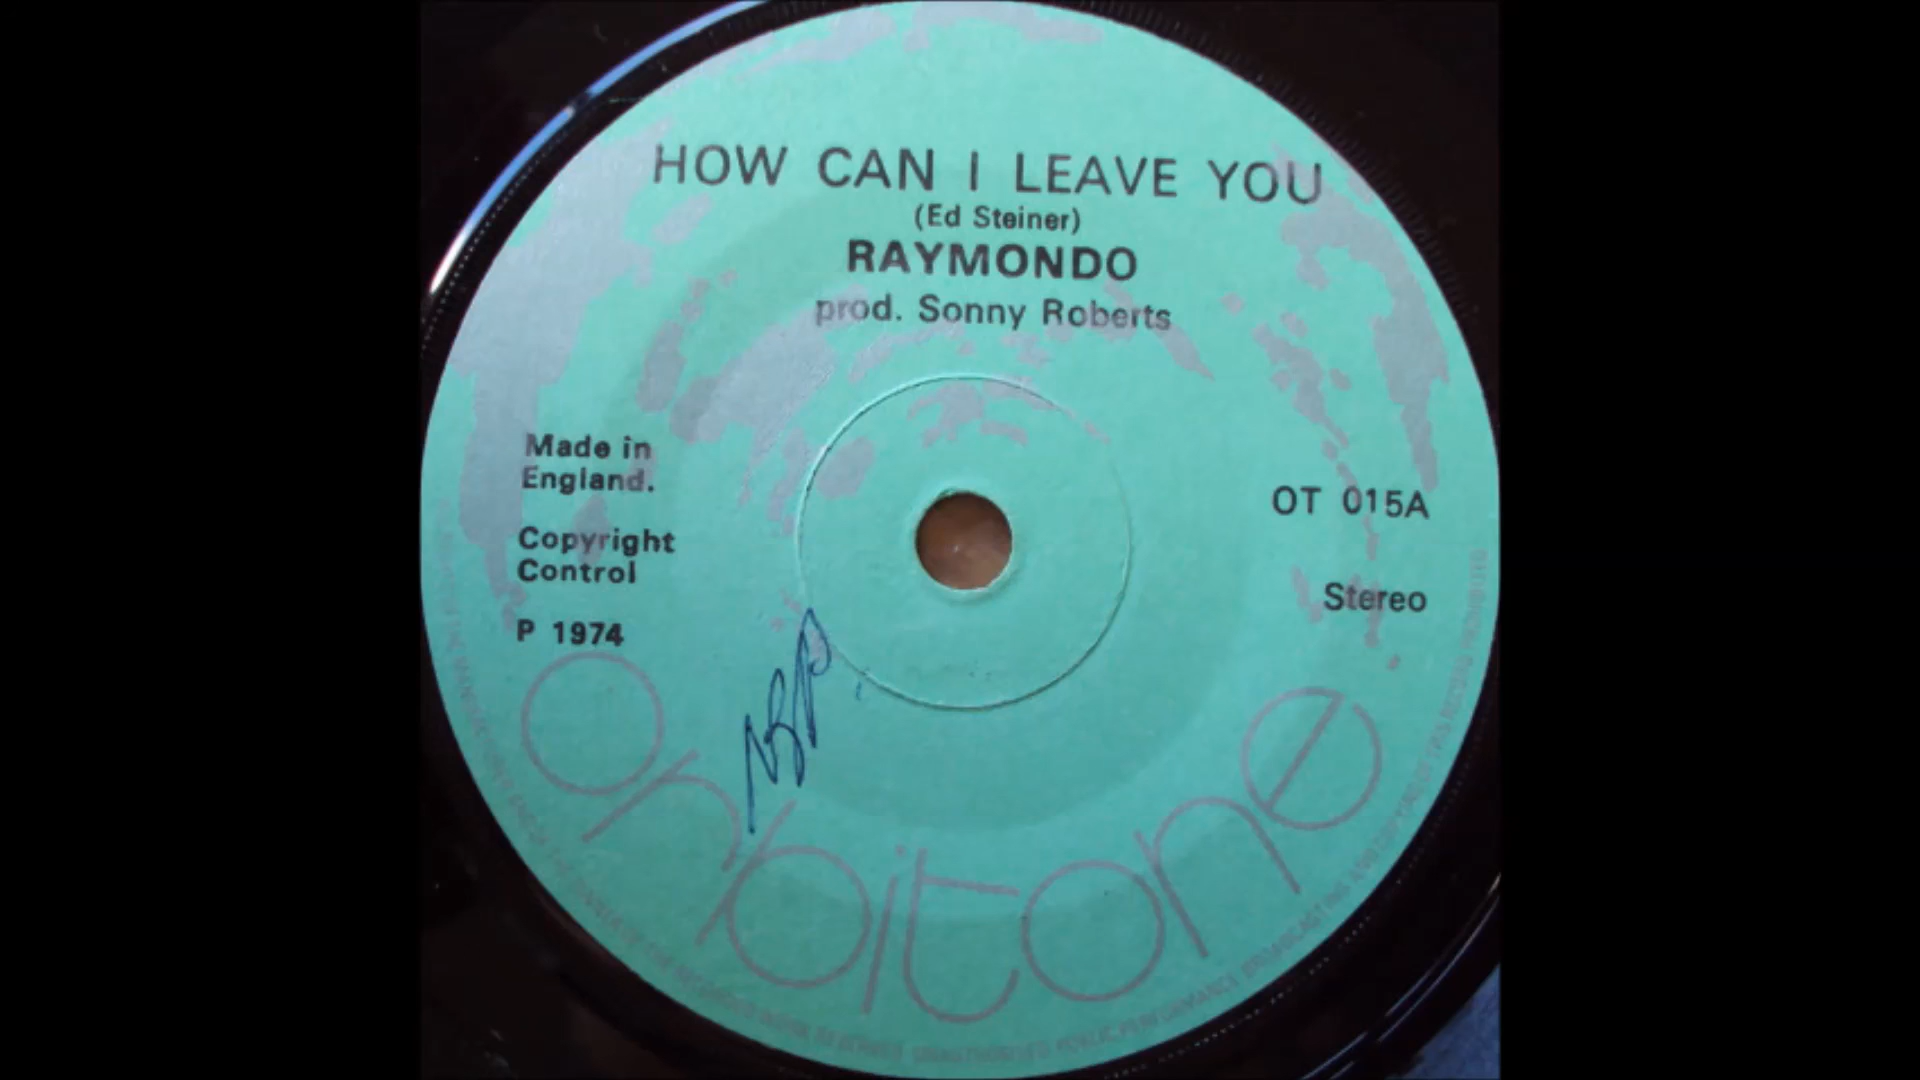 HOW CAN I LEAVE YOU
(Ed Steiner)
RAYMONDO
prod. Sonny Roberts
Made in
England.
Copyright
Control
P 1974
OT 015A
Stereo
Orbitone